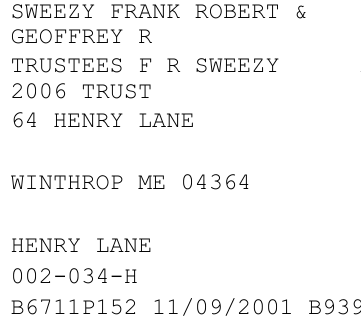 SWEEZY FRANK ROBERT &
GEOFFREY R
TRUSTEES F R SWEEZY
2006 TRUST
64 HENRY LANE
WINTHROP ME 04364
HENRY LANE
002-034-H
B6711P152 11/09/2001 B939